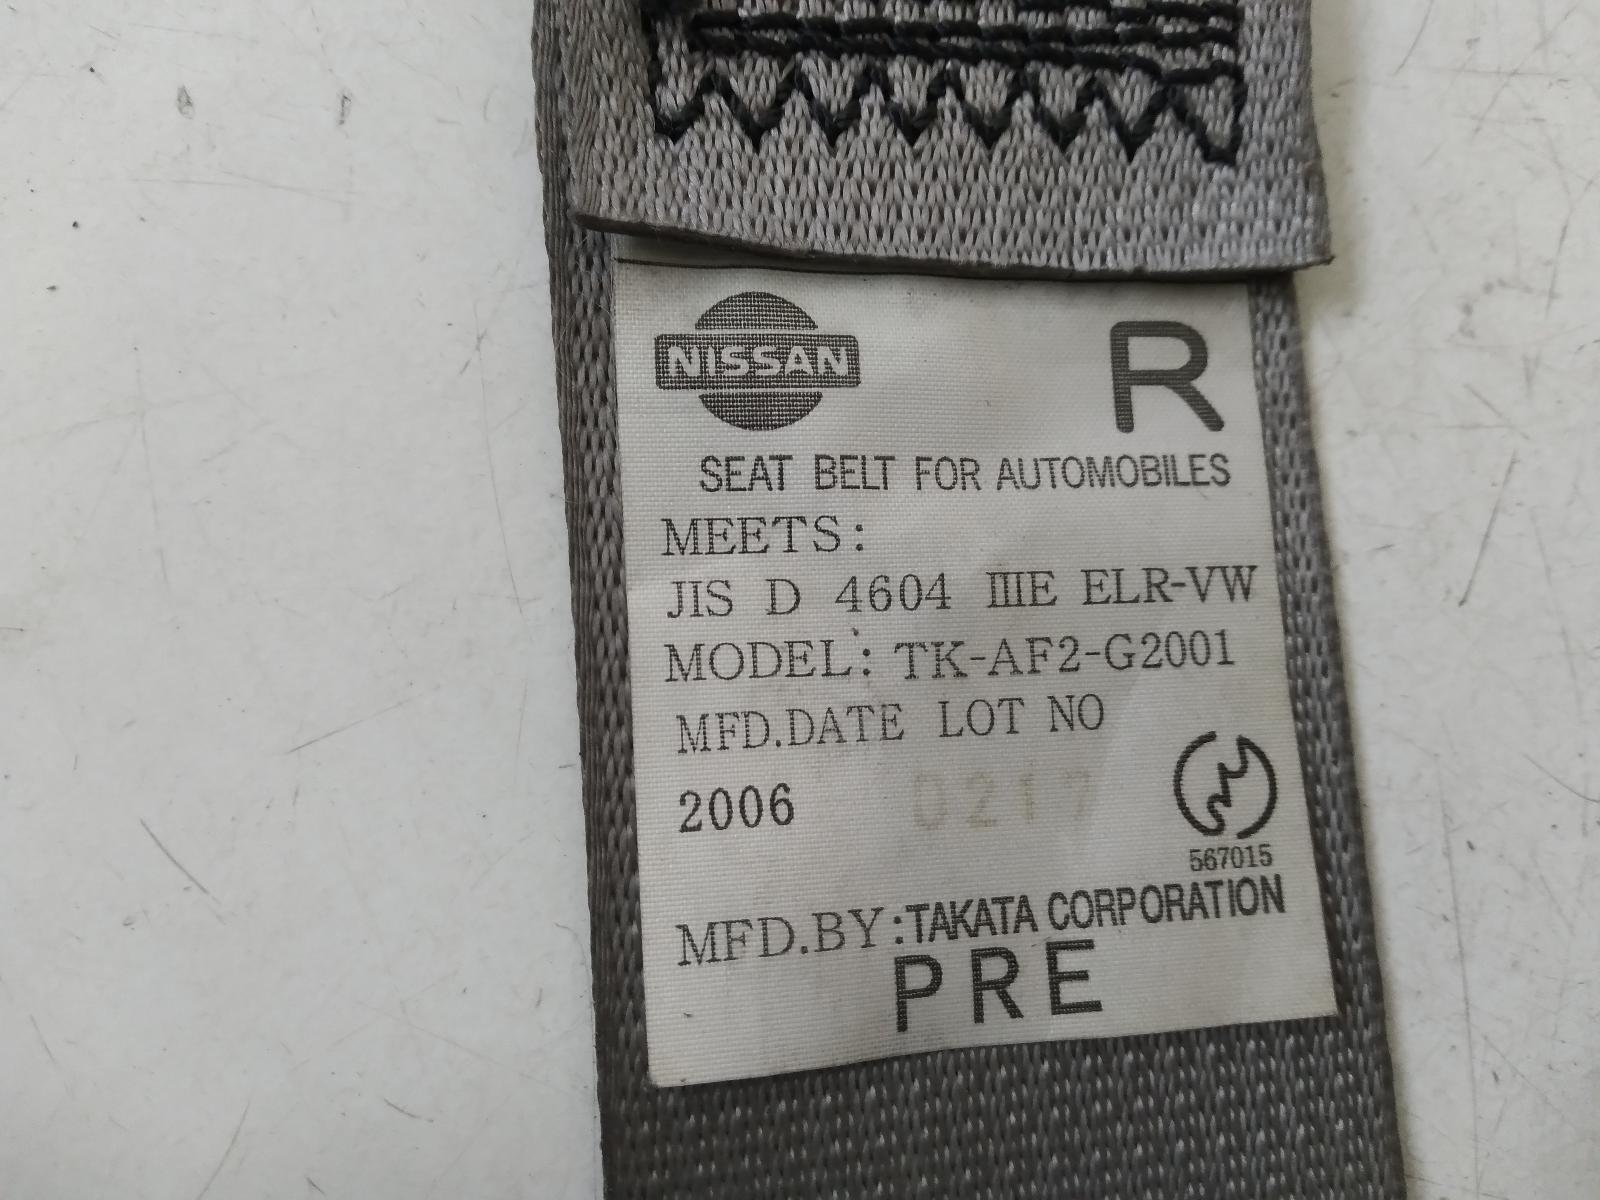 NISSAN
R
SEAT BELT FOR AUTOMOBILES
MEETS:
JIS D 4604 ⅢE ELR-VW
MODEL: TK-AF2-G2001
MFD.DATE LOT NO
2006 0217
567015
MFD.BY:TAKATA CORPORATION
PRE